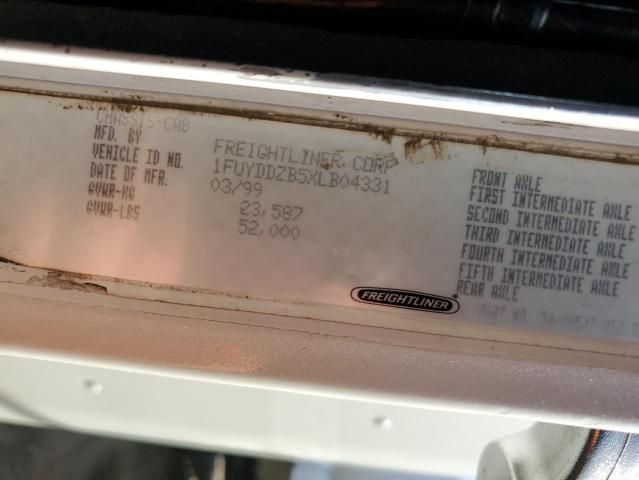 CHASSIS-CAB
MFD. BY FREIGHTLINER CORP
VEHICLE ID NO. 1FUYDDZB5XLB04331
DATE OF MFR. 03/99
GVWR-KG 23,587
GVWR-LBS 52,000
FRONT AXLE
FIRST INTERMEDIATE AXLE
SECOND INTERMEDIATE AXLE
THIRD INTERMEDIATE AXLE
FOURTH INTERMEDIATE AXLE
FIFTH INTERMEDIATE AXLE
REAR AXLE
FREIGHTLINER
PART NO.